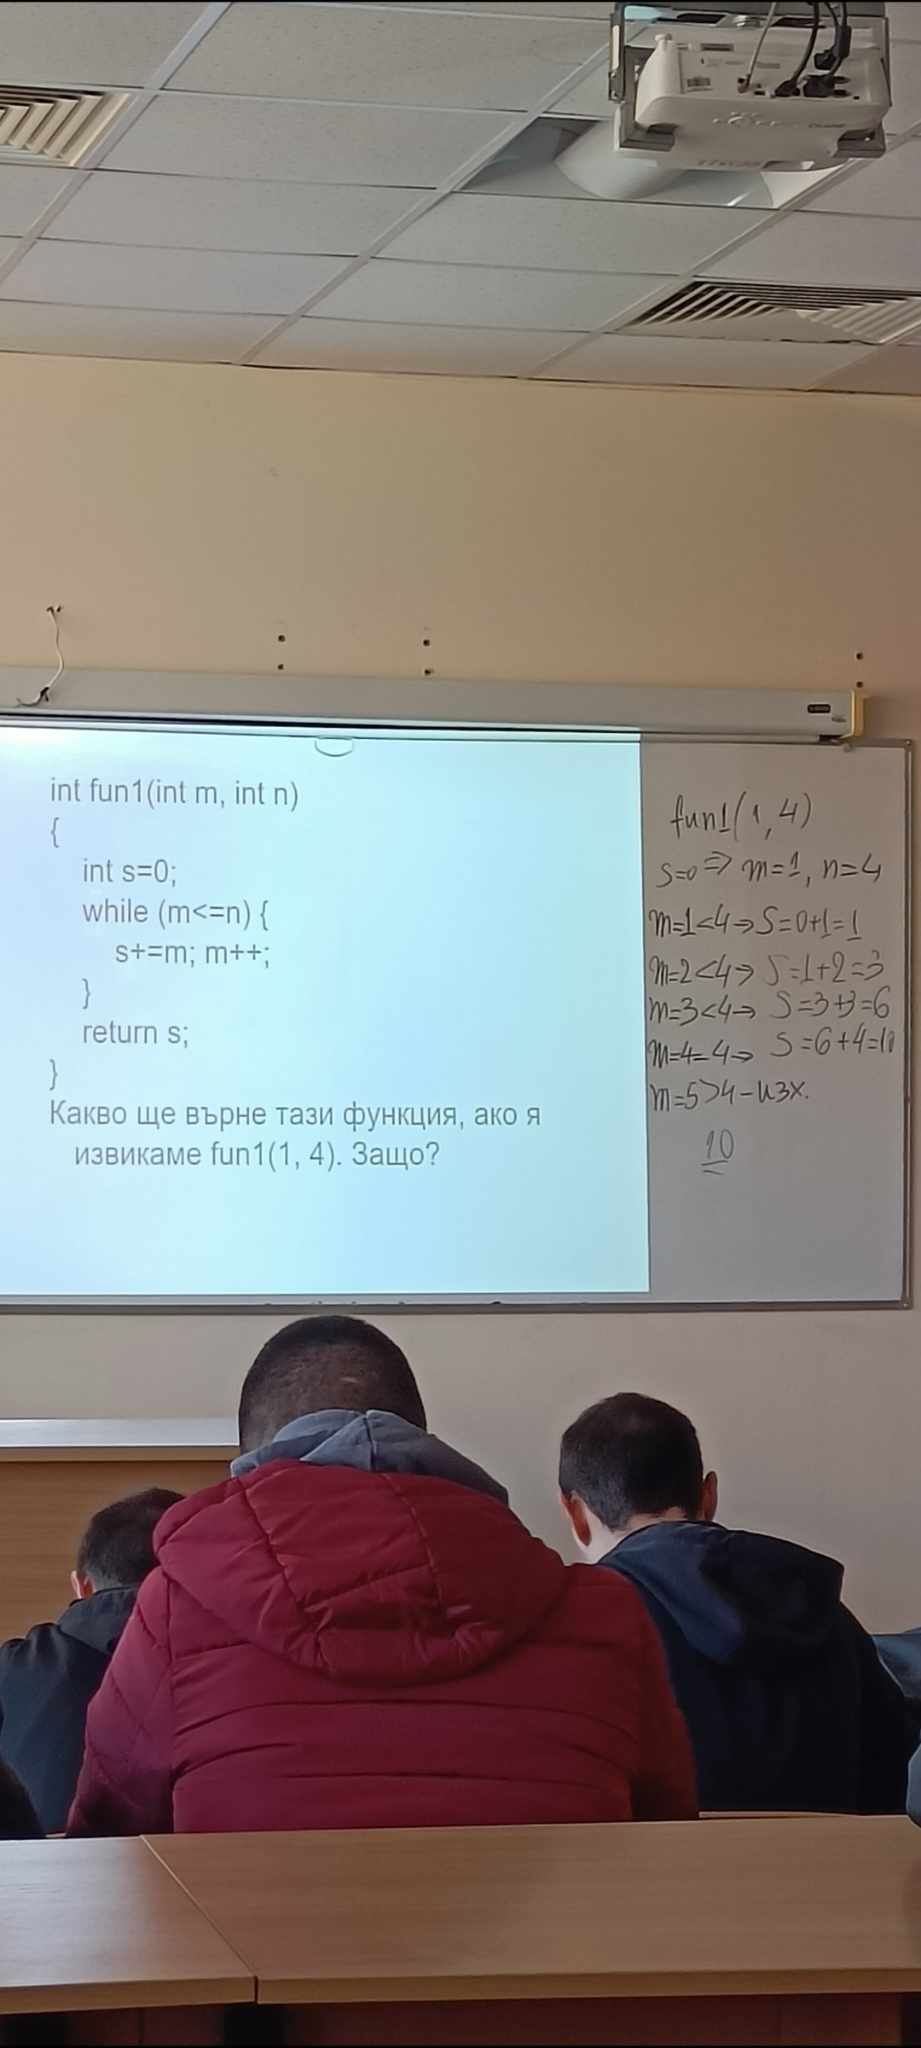 int fun1(int m, int n)
{
int s=0;
while (m<=n) {
s+=m; m++;
}
return s;
}
Какво ще върне тази функция, ако я
извикаме fun1(1, 4). Защо?
fun1(1,4)
s=0 => m=1, n=4
m=1<4→S=0+1=1
m=2<4→ S=1+2=3
m=3<4→ S=3+3=6
m=4=4→ S=6+4=10
m=5>4-изх.
10